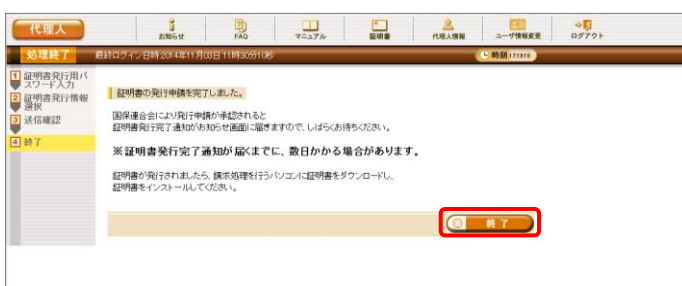 代理人
お知らせ
FAQ
マニュアル
証明書
代理人情報
ユーザ情報変更
ログアウト
処理終了
最終ログイン日時:2014年11月03日 11時30分10秒
時刻 17:19:19
1 証明書発行用パスワード入力
2 証明書発行情報選択
3 送信確認
4 終了
証明書の発行申請を完了しました。
国保連合会により発行申請が承認されると
証明書発行完了通知がお知らせ画面に届きますので、しばらくお待ちください。
※証明書発行完了通知が届くまでに、数日かかる場合があります。
証明書が発行されましたら、請求処理を行うパソコンに証明書をダウンロードし、
証明書をインストールしてください。
終了